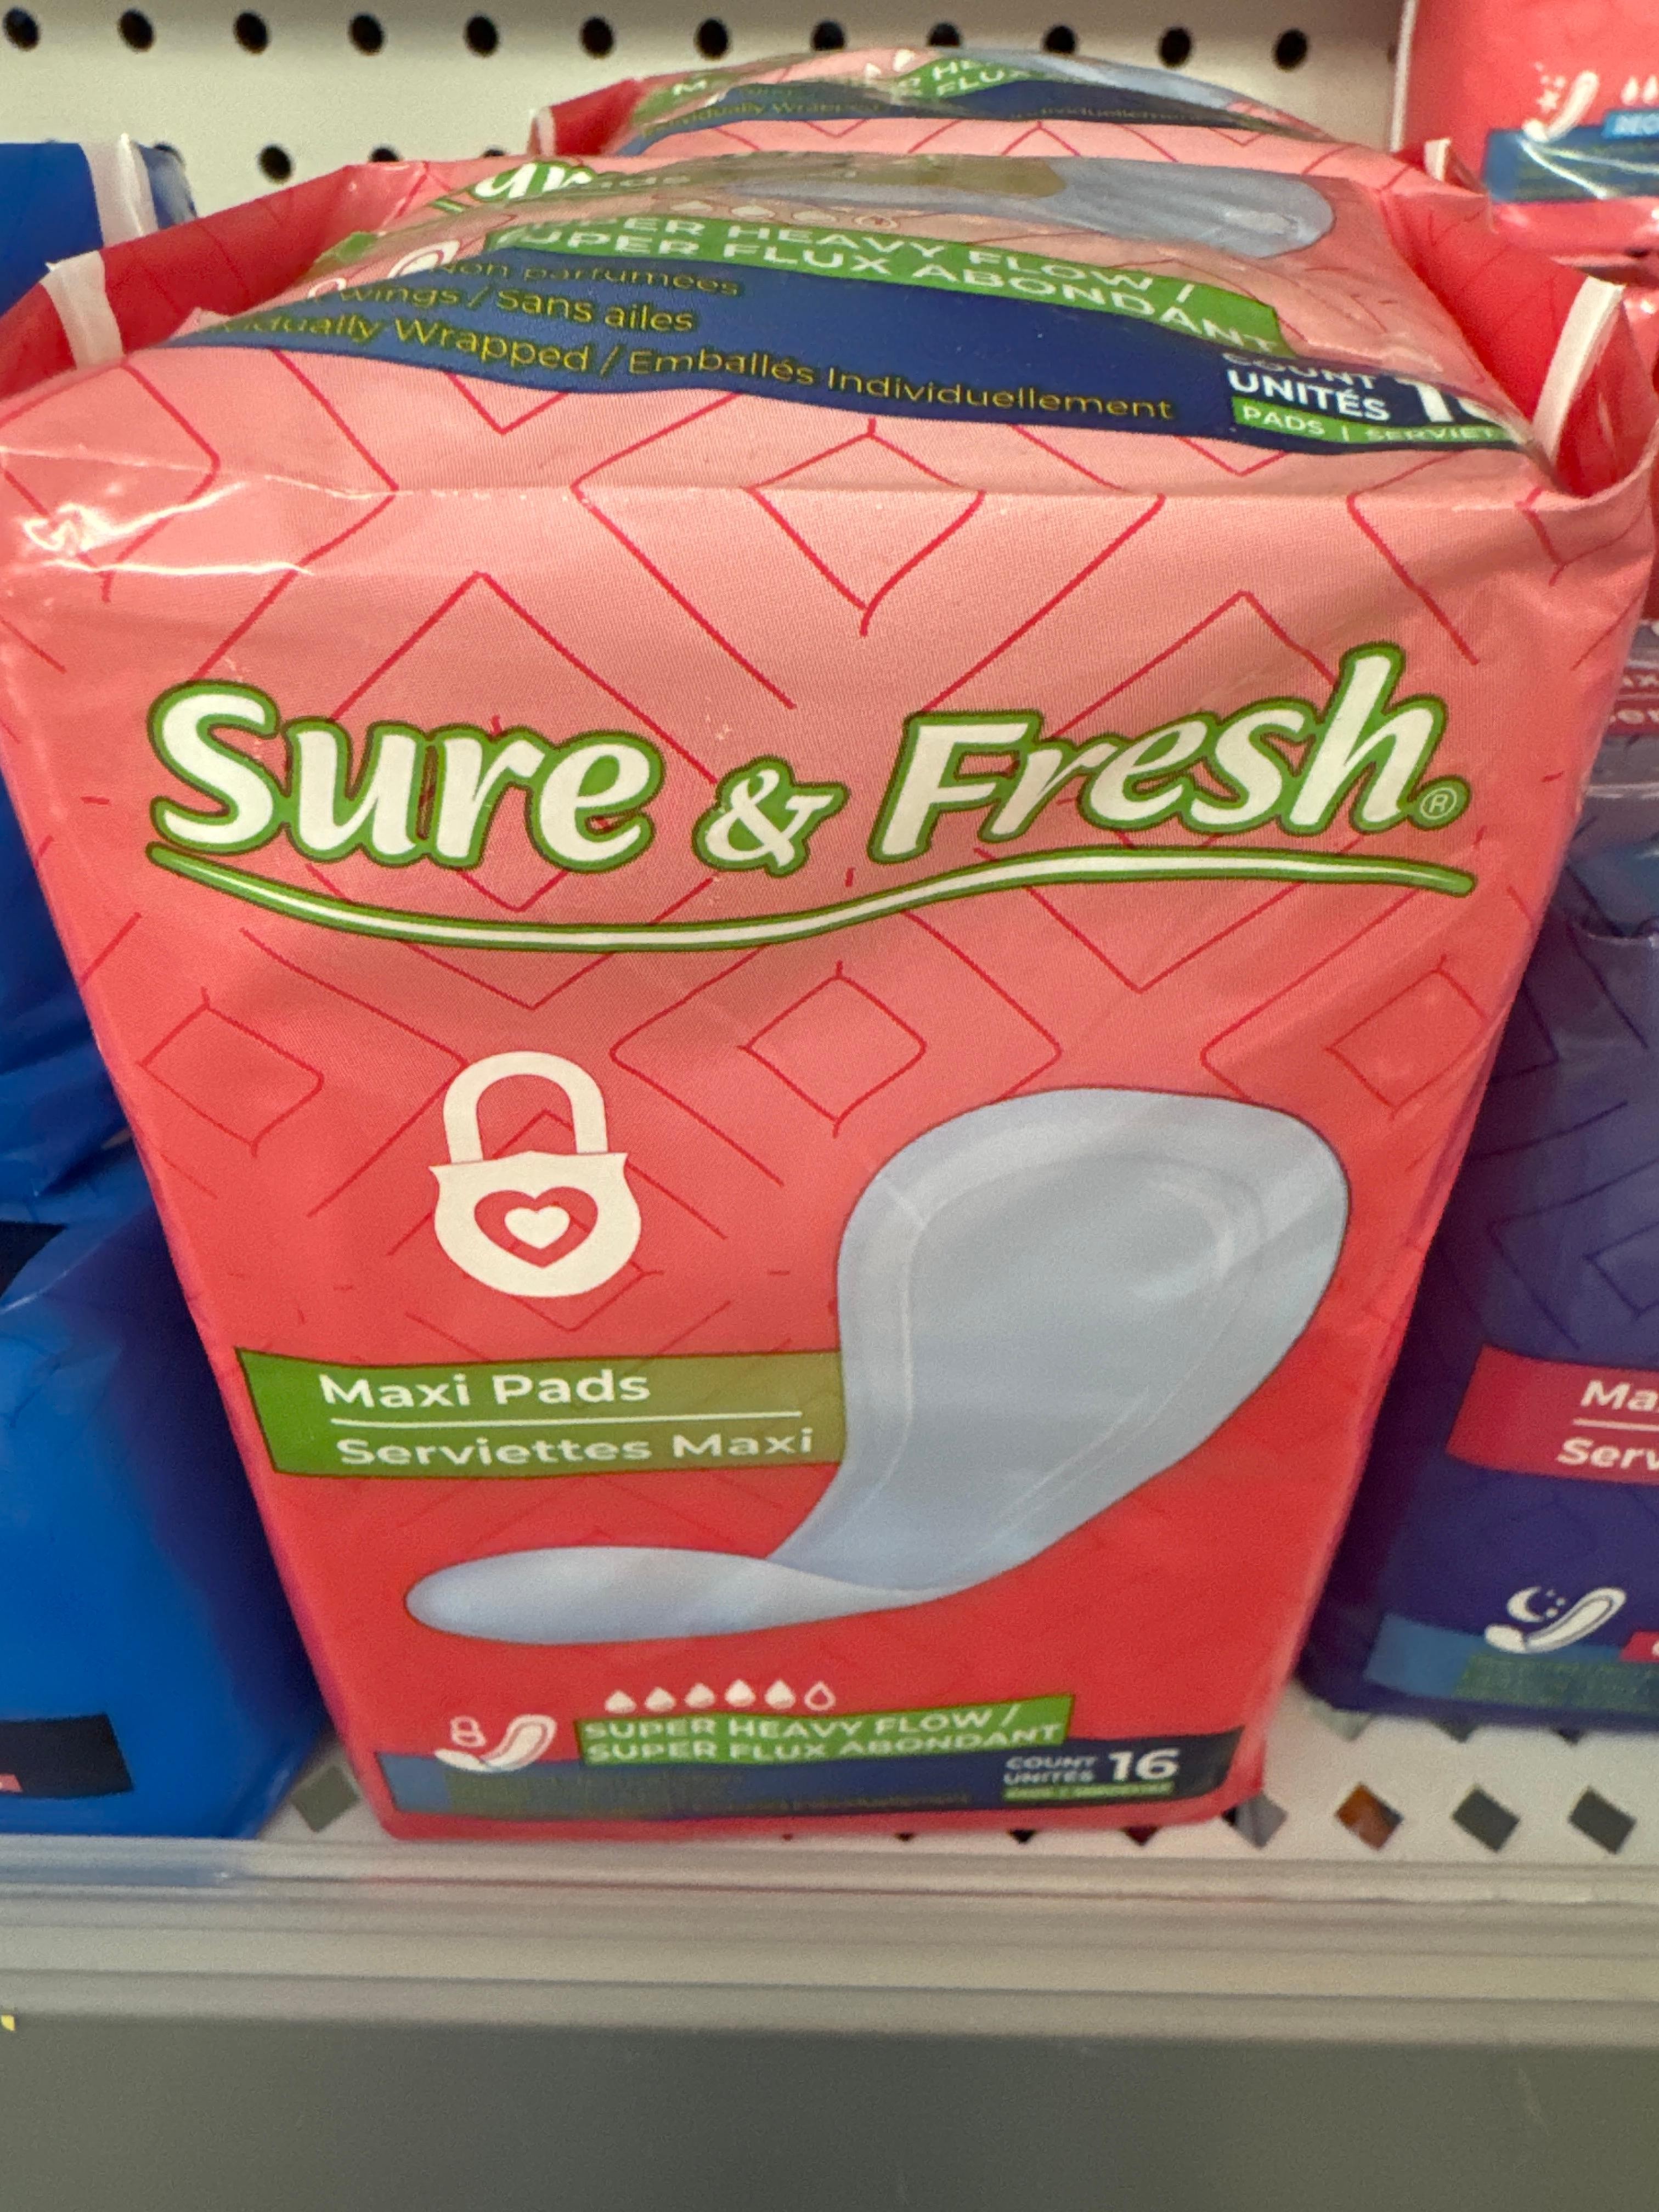 HEAVY FLOW /
SUPER FLUX ABONDANT
Non parfumées
wings / Sans ailes
Wrapped / Emballés Individuellement
COUNT
UNITÉS
PADS |
Sure & Fresh®
Maxi Pads
Serviettes Maxi
SUPER HEAVY FLOW /
SUPER FLUX ABONDANT
COUNT
UNITÉS 16